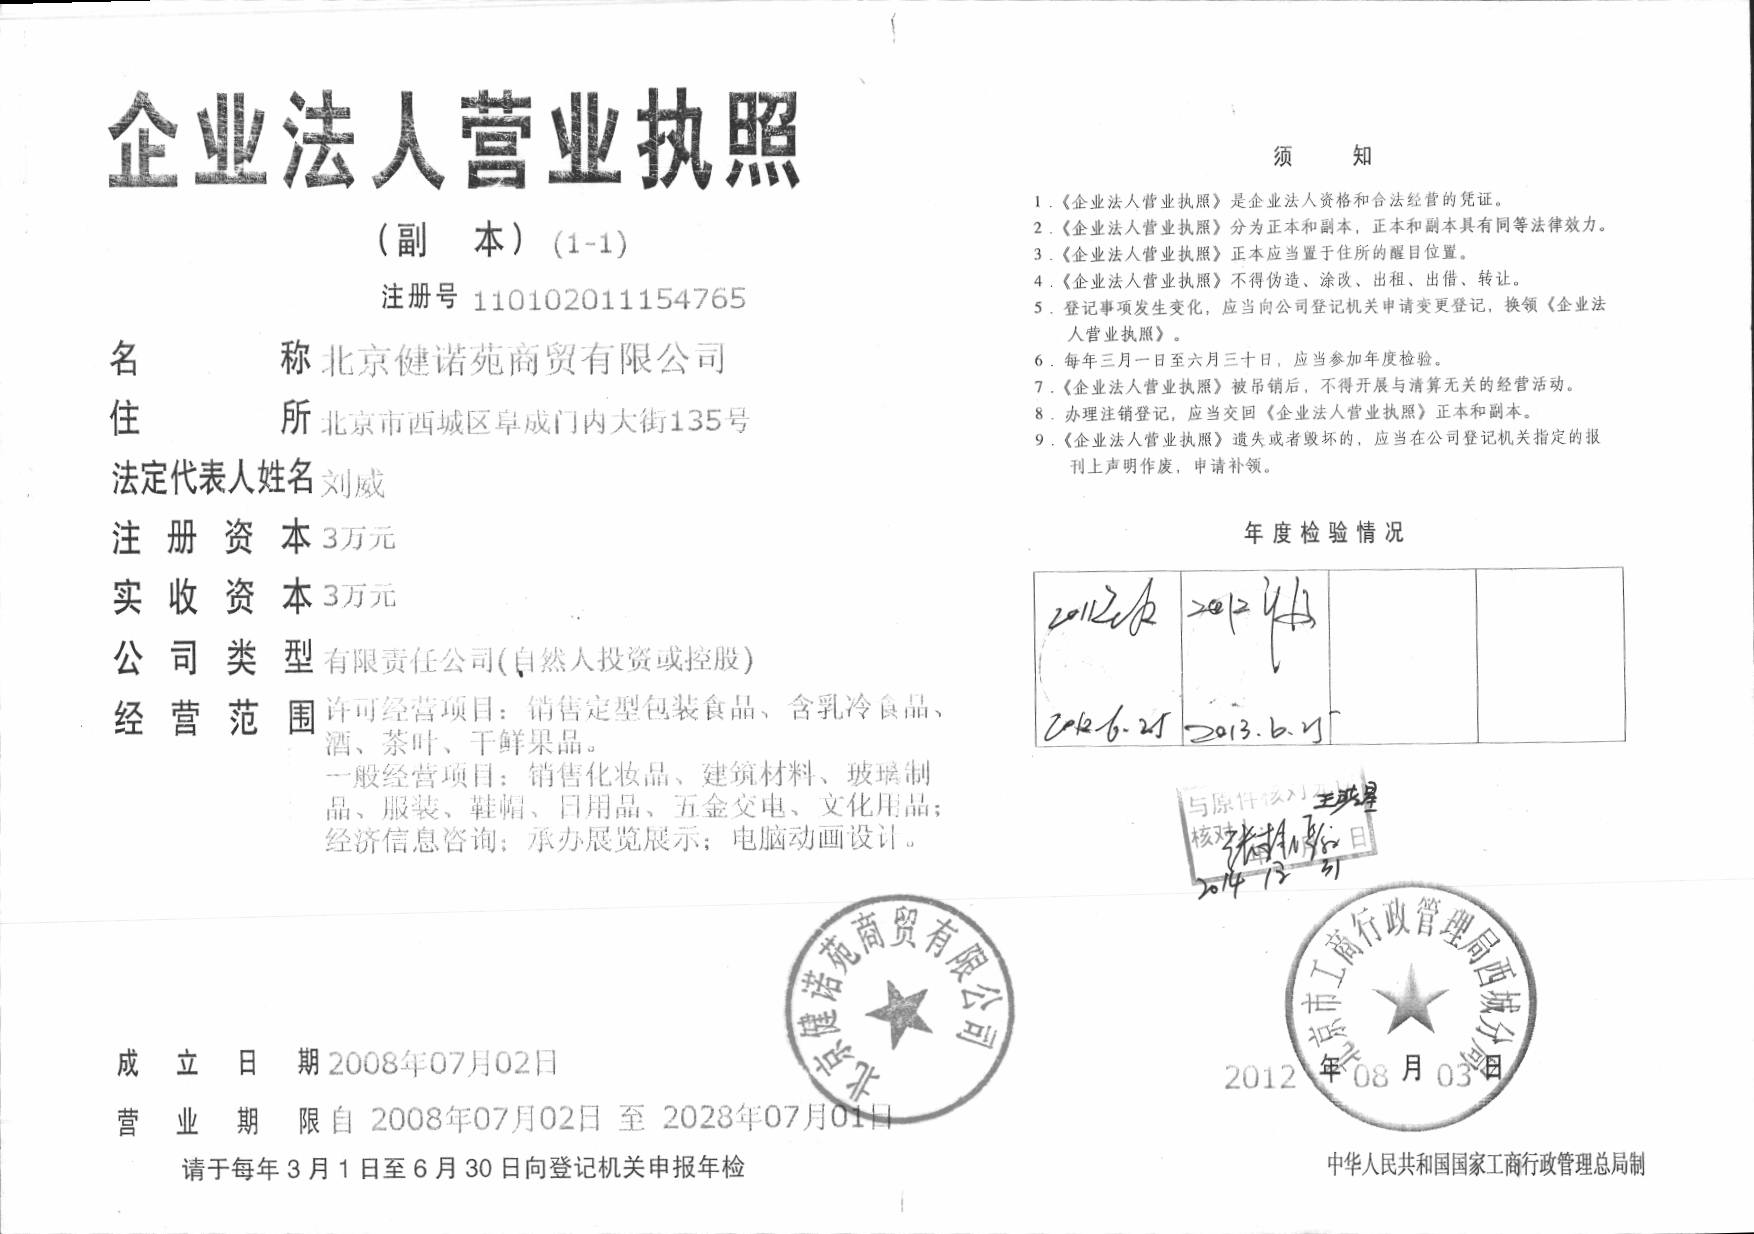 企业法人营业执照
（副 本）(1-1)
注册号 110102011154765
名 称 北京健诺苑商贸有限公司
住 所 北京市西城区阜成门内大街135号
法定代表人姓名 刘威
注 册 资 本 3万元
实 收 资 本 3万元
公 司 类 型 有限责任公司(自然人投资或控股)
经 营 范 围 许可经营项目：销售定型包装食品、含乳冷食品、
酒、茶叶、干鲜果品。
一般经营项目：销售化妆品、建筑材料、玻璃制
品、服装、鞋帽、日用品、五金交电、文化用品；
经济信息咨询；承办展览展示；电脑动画设计。
北京健诺苑商贸有限公司
成 立 日 期 2008年07月02日
营 业 期 限 自 2008年07月02日 至 2028年07月01日
请于每年3月1日至6月30日向登记机关申报年检
须 知
1．《企业法人营业执照》是企业法人资格和合法经营的凭证。
2．《企业法人营业执照》分为正本和副本，正本和副本具有同等法律效力。
3．《企业法人营业执照》正本应当置于住所的醒目位置。
4．《企业法人营业执照》不得伪造、涂改、出租、出借、转让。
5．登记事项发生变化，应当向公司登记机关申请变更登记，换领《企业法
人营业执照》。
6．每年三月一日至六月三十日，应当参加年度检验。
7．《企业法人营业执照》被吊销后，不得开展与清算无关的经营活动。
8．办理注销登记，应当交回《企业法人营业执照》正本和副本。
9．《企业法人营业执照》遗失或者毁坏的，应当在公司登记机关指定的报
刊上声明作废，申请补领。
年度检验情况
2011 2012
2012.6.25 2013.6.25
与原件核对
核对 日
2014 12 31
北京市工商行政管理局西城分局
2012 年 08 月 03 日
中华人民共和国国家工商行政管理总局制